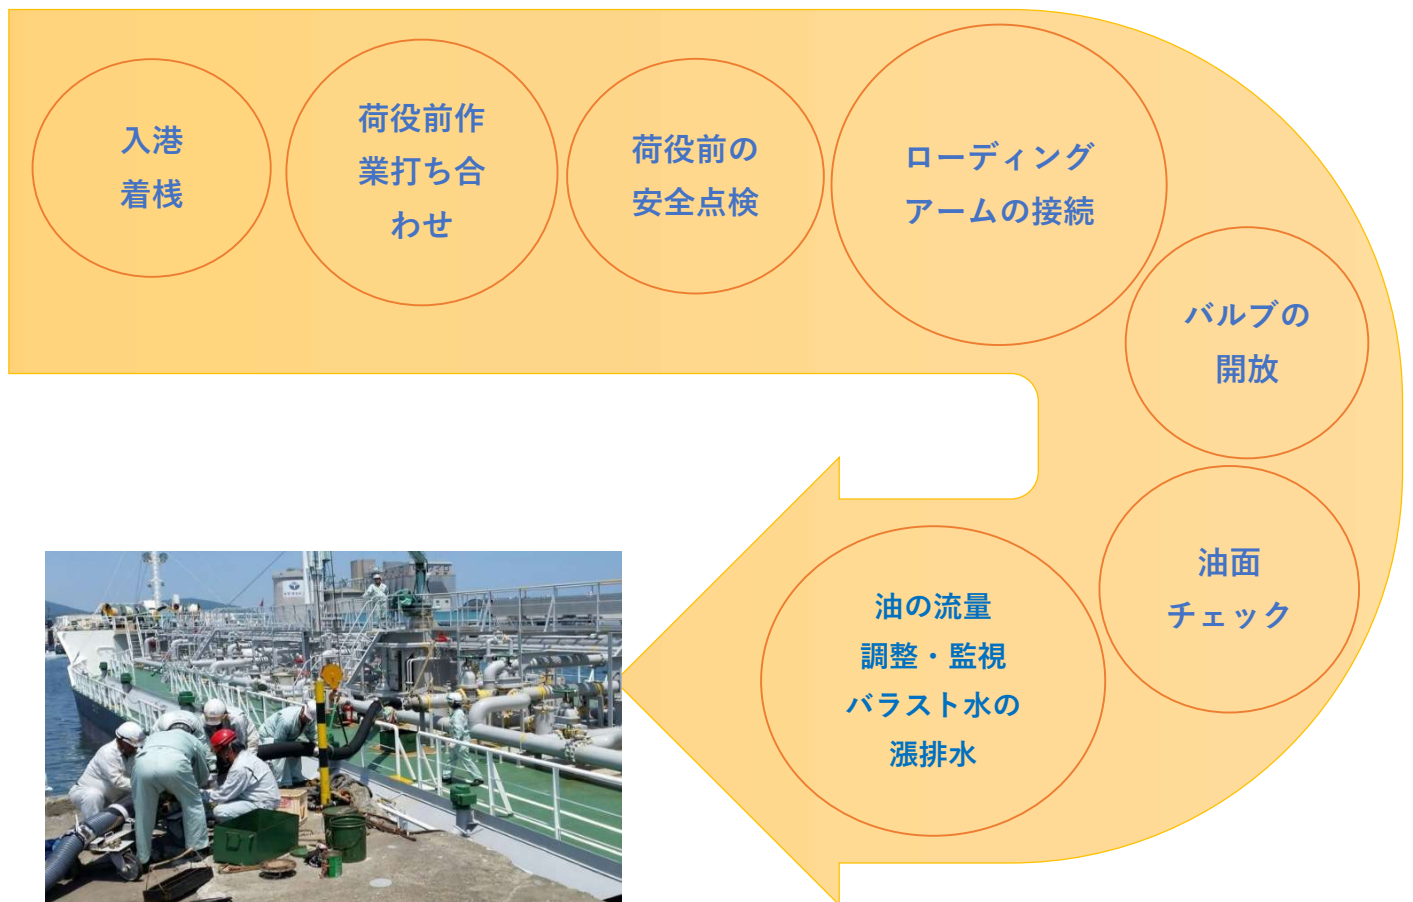 入港
着桟
荷役前作
業打ち合
わせ
荷役前の
安全点検
ローディング
アームの接続
バルブの
開放
油面
チェック
油の流量
調整・監視
バラスト水の
漲排水